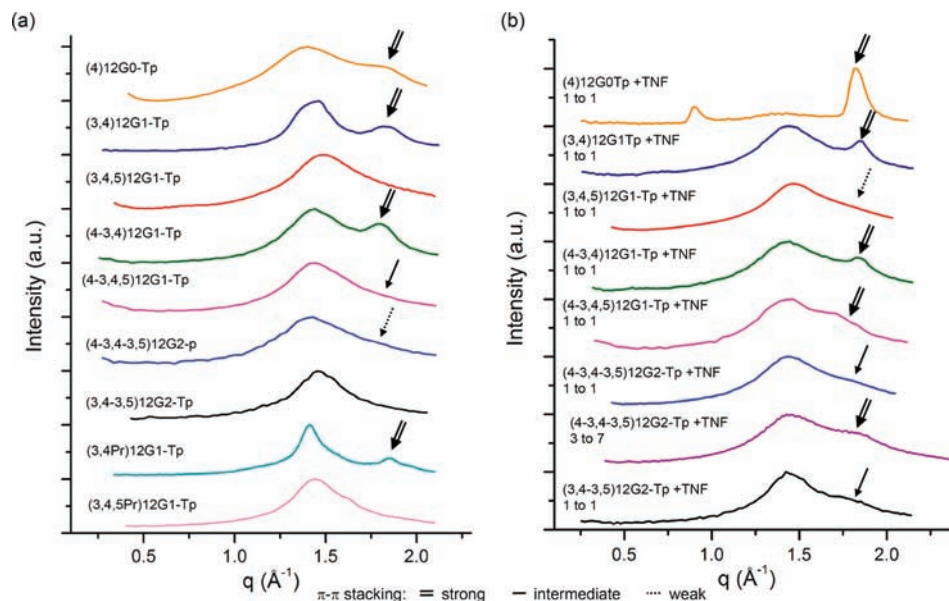 (a)
(4)12G0-Tp
(3,4)12G1-Tp
(3,4,5)12G1-Tp
(4-3,4)12G1-Tp
(4-3,4,5)12G1-Tp
(4-3,4-3,5)12G2-p
(3,4-3,5)12G2-Tp
(3,4Pr)12G1-Tp
(3,4,5Pr)12G1-Tp
Intensity (a.u.)
0.5 1.0 1.5 2.0
q (Å⁻¹)
(b)
(4)12G0Tp +TNF
1 to 1
(3,4)12G1Tp +TNF
1 to 1
(3,4,5)12G1-Tp +TNF
1 to 1
(4-3,4)12G1-Tp +TNF
1 to 1
(4-3,4,5)12G1-Tp +TNF
1 to 1
(4-3,4-3,5)12G2-Tp +TNF
1 to 1
(4-3,4-3,5)12G2-Tp +TNF
3 to 7
(3,4-3,5)12G2-Tp +TNF
1 to 1
Intensity (a.u.)
0.5 1.0 1.5 2.0
q (Å⁻¹)
π-π stacking: strong intermediate weak